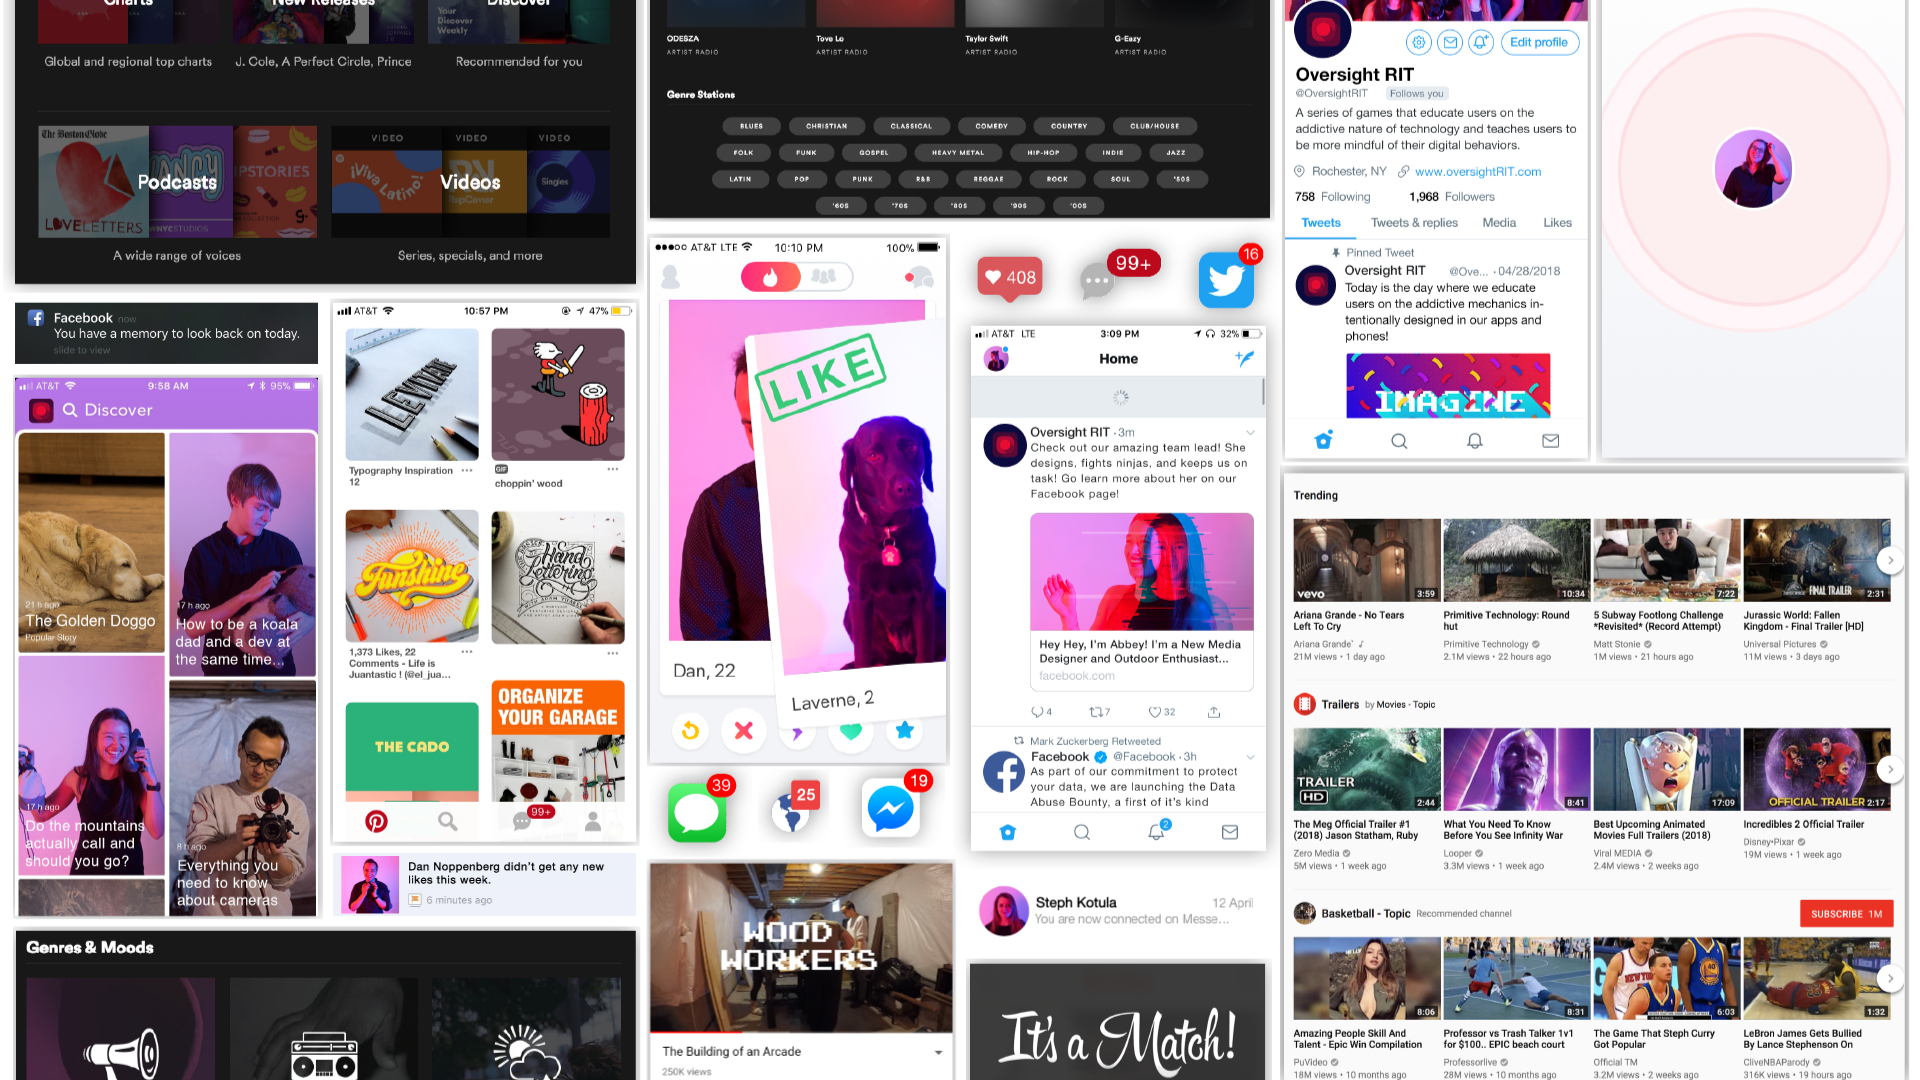 Charts
New Releases
Discover
Your
Discover
Weekly
Global and regional top charts
J. Cole, A Perfect Circle, Prince
Recommended for you
The Boston Globe
Podcasts
LOVELETTERS
WNYCSTUDIOS
A wide range of voices
VIDEO
VIDEO
VIDEO
¡Viva Latino!
Videos
RapCaviar
Singles
Series, specials, and more
ODESZA
ARTIST RADIO
Tove Lo
ARTIST RADIO
Taylor Swift
ARTIST RADIO
G-Eazy
ARTIST RADIO
Genre Stations
BLUES
CHRISTIAN
CLASSICAL
COMEDY
COUNTRY
CLUB/HOUSE
FOLK
FUNK
GOSPEL
HEAVY METAL
HIP-HOP
INDIE
JAZZ
LATIN
POP
PUNK
R&B
REGGAE
ROCK
SOUL
'50S
'60S
'70S
'80S
'90S
'00S
Edit profile
Oversight RIT
@OversightRIT
Follows you
A series of games that educate users on the
addictive nature of technology and teaches users to
be more mindful of their digital behaviors.
Rochester, NY
www.oversightRIT.com
758 Following
1,968 Followers
Tweets
Tweets & replies
Media
Likes
Pinned Tweet
Oversight RIT @Ove... · 04/28/2018
Today is the day where we educate
users on the addictive mechanics in-
tentionally designed in our apps and
phones!
IMAGINE
Facebook now
You have a memory to look back on today.
slide to view
AT&T
9:58 AM
95%
Discover
21 h ago
The Golden Doggo
Popular Story
17 h ago
How to be a koala
dad and a dev at
the same time...
17 h ago
Do the mountains
actually call and
should you go?
8 h ago
Everything you
need to know
about cameras
AT&T
10:57 PM
47%
Typography Inspiration
12
GIF
choppin' wood
Funshine
Hand
Lettering
1,373 Likes, 22
Comments - Life is
Juantastic ! (@el_jua...
THE CADO
ORGANIZE
YOUR GARAGE
99+
Dan Noppenberg didn't get any new
likes this week.
6 minutes ago
AT&T LTE
10:10 PM
100%
LIKE
Dan, 22
Laverne, 2
39
25
19
408
99+
16
AT&T LTE
3:09 PM
32%
Home
Oversight RIT · 3m
Check out our amazing team lead! She
designs, fights ninjas, and keeps us on
task! Go learn more about her on our
Facebook page!
Hey Hey, I'm Abbey! I'm a New Media
Designer and Outdoor Enthusiast...
facebook.com
4
7
32
Mark Zuckerberg Retweeted
Facebook @Facebook · 3h
As part of our commitment to protect
your data, we are launching the Data
Abuse Bounty, a first of it's kind
2
Steph Kotula
12 April
You are now connected on Messe...
It's a Match!
WOOD
WORKERS
The Building of an Arcade
250K views
Genres & Moods
Trending
vevo
3:59
Ariana Grande - No Tears
Left To Cry
Ariana Grande
21M views • 1 day ago
10:34
Primitive Technology: Round
hut
Primitive Technology
2.1M views • 22 hours ago
7:22
5 Subway Footlong Challenge
*Revisited* (Record Attempt)
Matt Stonie
1M views • 21 hours ago
FINAL TRAILER
2:31
Jurassic World: Fallen
Kingdom - Final Trailer [HD]
Universal Pictures
11M views • 3 days ago
Trailers by Movies - Topic
TRAILER
HD
2:44
The Meg Official Trailer #1
(2018) Jason Statham, Ruby
Zero Media
5M views • 1 week ago
8:41
What You Need To Know
Before You See Infinity War
Looper
3.3M views • 1 week ago
17:09
Best Upcoming Animated
Movies Full Trailers (2018)
Viral MEDIA
2.4M views • 2 weeks ago
OFFICIAL TRAILER
2:17
Incredibles 2 Official Trailer
Disney•Pixar
19M views • 1 week ago
Basketball - Topic
Recommended channel
SUBSCRIBE 1M
8:06
Amazing People Skill And
Talent - Epic Win Compilation
PuVideo
18M views • 10 months ago
8:31
Professor vs Trash Talker 1v1
for $100.. EPIC beach court
Professorlive
28M views • 10 months ago
NEW YORK
40
6:03
The Game That Steph Curry
Got Popular
Official TM
3.2M views • 2 weeks ago
1:32
LeBron James Gets Bullied
By Lance Stephenson On
CliveNBAParody
316K views • 19 hours ago